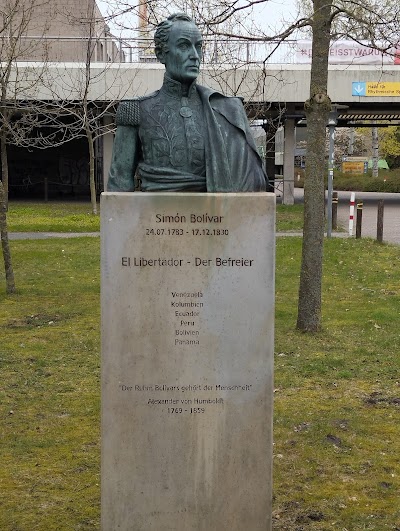 Simón Bolívar
24.07.1783 - 17.12.1830
El Libertador - Der Befreier
Venezuela
Kolumbien
Ecuador
Peru
Bolivien
Panama
"Der Ruhm Bolívars gehört der Menschheit"
Alexander von Humboldt
1769 - 1859